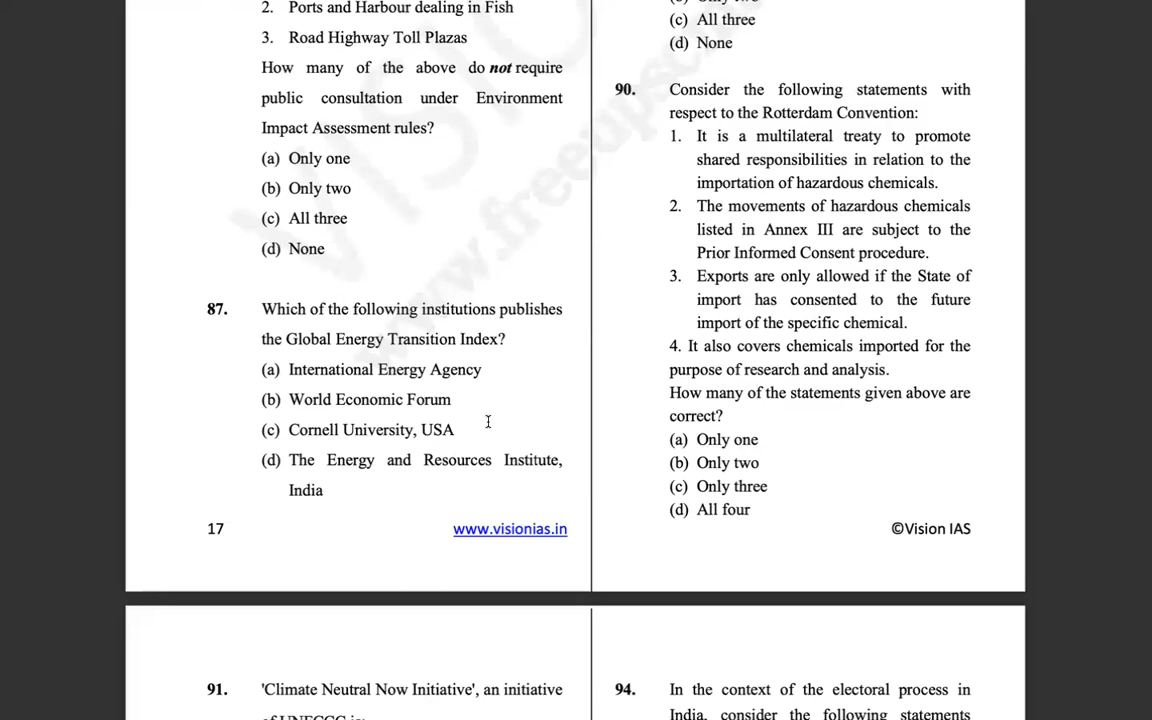 2. Ports and Harbour dealing in Fish
3. Road Highway Toll Plazas
How many of the above do not require
public consultation under Environment
Impact Assessment rules?
(a) Only one
(b) Only two
(c) All three
(d) None
87. Which of the following institutions publishes
the Global Energy Transition Index?
(a) International Energy Agency
(b) World Economic Forum
(c) Cornell University, USA
(d) The Energy and Resources Institute,
India
17 www.visionias.in
(c) All three
(d) None
90. Consider the following statements with
respect to the Rotterdam Convention:
1. It is a multilateral treaty to promote
shared responsibilities in relation to the
importation of hazardous chemicals.
2. The movements of hazardous chemicals
listed in Annex III are subject to the
Prior Informed Consent procedure.
3. Exports are only allowed if the State of
import has consented to the future
import of the specific chemical.
4. It also covers chemicals imported for the
purpose of research and analysis.
How many of the statements given above are
correct?
(a) Only one
(b) Only two
(c) Only three
(d) All four
©Vision IAS
91. 'Climate Neutral Now Initiative', an initiative
94. In the context of the electoral process in
India, consider the following statements